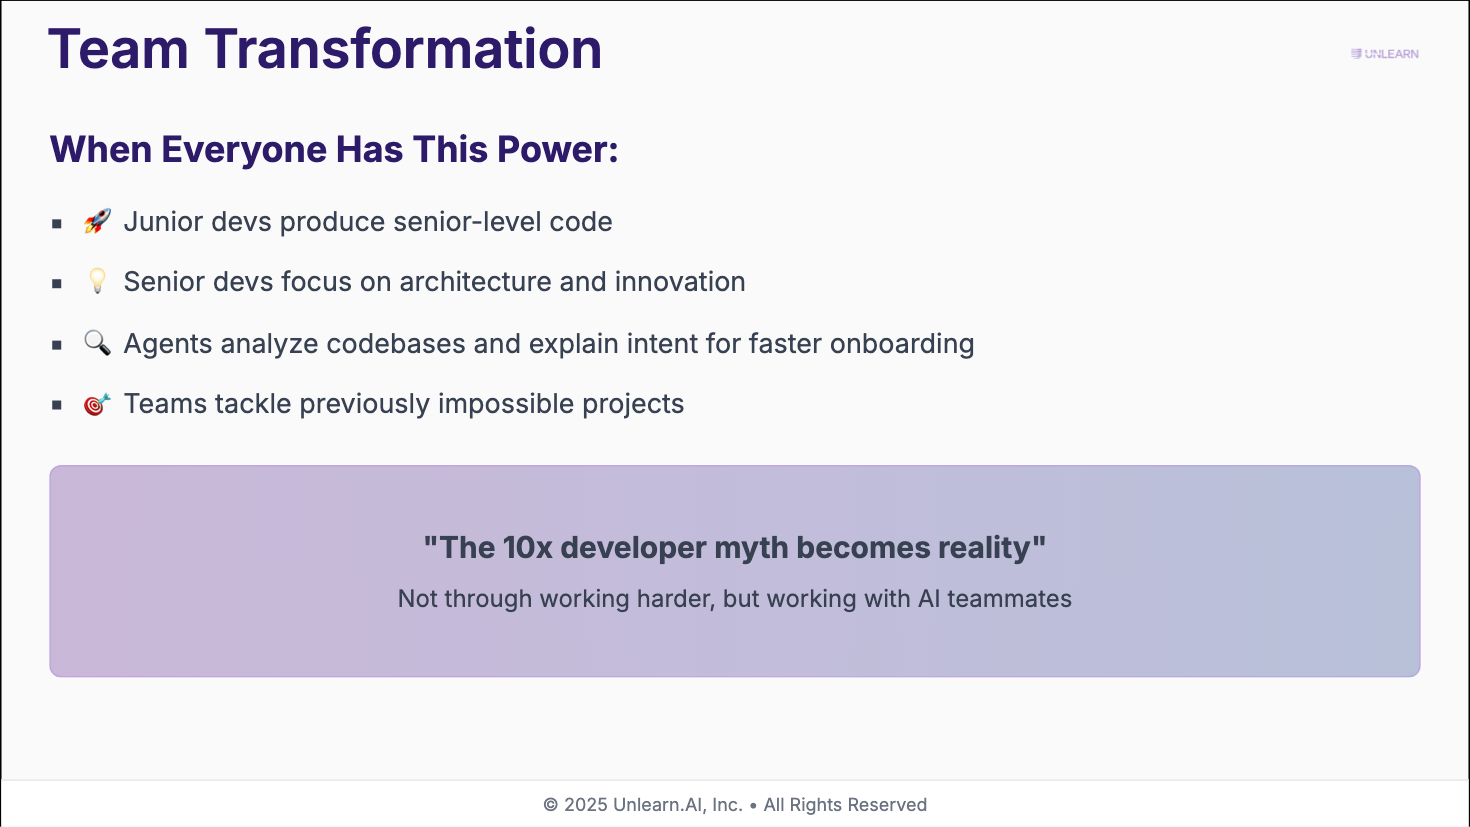 Team Transformation
UNLEARN
When Everyone Has This Power:
▪ 🚀 Junior devs produce senior-level code
▪ 💡 Senior devs focus on architecture and innovation
▪ 🔍 Agents analyze codebases and explain intent for faster onboarding
▪ 🎯 Teams tackle previously impossible projects
"The 10x developer myth becomes reality"
Not through working harder, but working with AI teammates
© 2025 Unlearn.AI, Inc. • All Rights Reserved